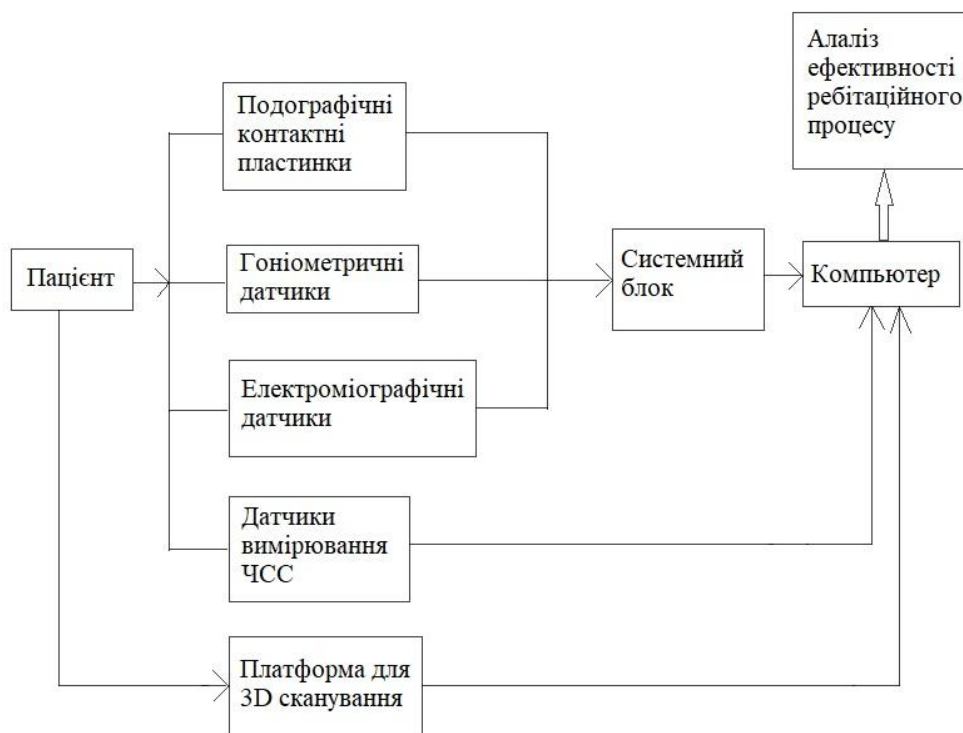 Алаліз
ефективності
ребітаційного
процесу
Подографічні
контактні
пластинки
Пацієнт
Гоніометричні
датчики
Системний
блок
Компьютер
Електроміографічні
датчики
Датчики
вимірювання
ЧСС
Платформа для
3D сканування